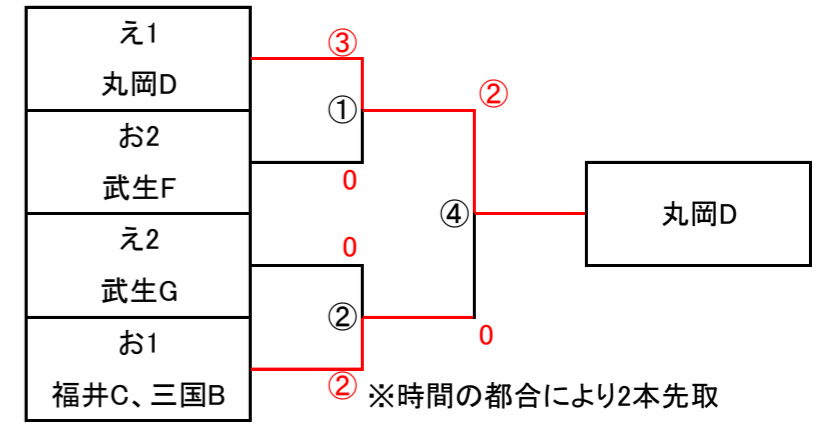 え1
丸岡D
お2
武生F
え2
武生G
お1
福井C、三国B
③
①
0
0
②
②
②
④
0
丸岡D
※時間の都合により2本先取